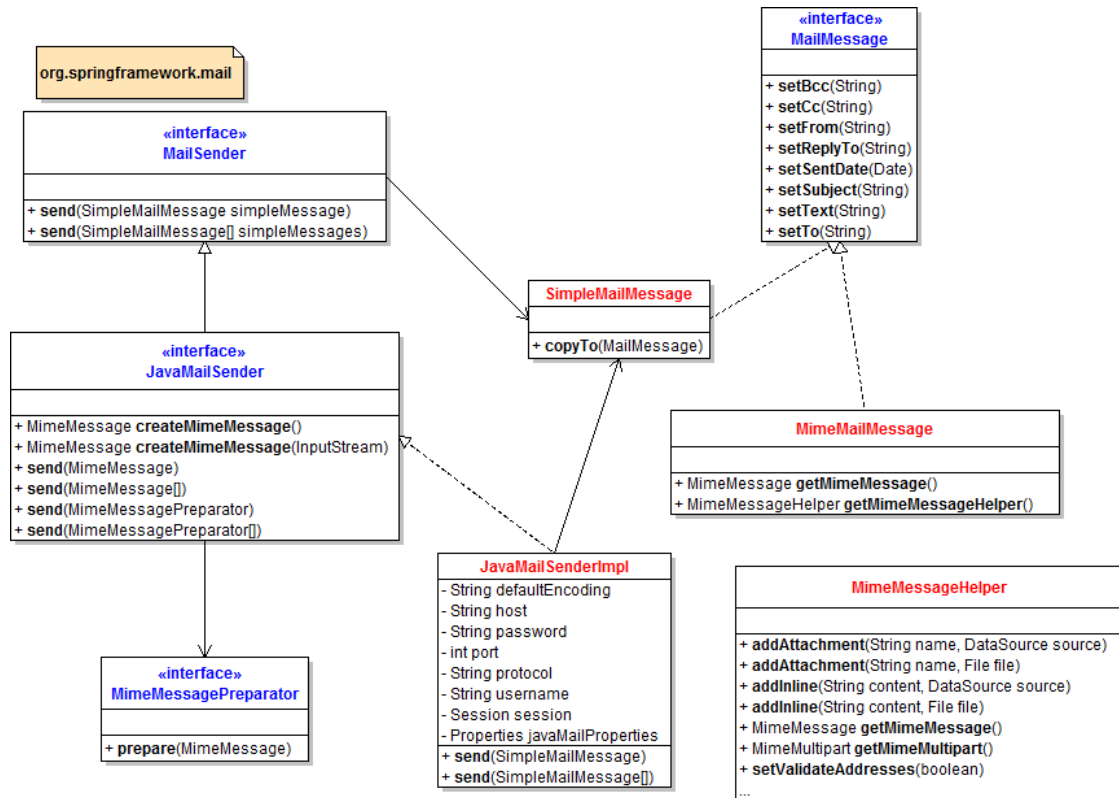 org.springframework.mail
«interface»
MailSender
+ send(SimpleMailMessage simpleMessage)
+ send(SimpleMailMessage[] simpleMessages)
«interface»
MailMessage
+ setBcc(String)
+ setCc(String)
+ setFrom(String)
+ setReplyTo(String)
+ setSentDate(Date)
+ setSubject(String)
+ setText(String)
+ setTo(String)
SimpleMailMessage
+ copyTo(MailMessage)
«interface»
JavaMailSender
+ MimeMessage createMimeMessage()
+ MimeMessage createMimeMessage(InputStream)
+ send(MimeMessage)
+ send(MimeMessage[])
+ send(MimeMessagePreparator)
+ send(MimeMessagePreparator[])
MimeMailMessage
+ MimeMessage getMimeMessage()
+ MimeMessageHelper getMimeMessageHelper()
«interface»
MimeMessagePreparator
+ prepare(MimeMessage)
JavaMailSenderImpl
- String defaultEncoding
- String host
- String password
- int port
- String protocol
- String username
- Session session
- Properties javaMailProperties
+ send(SimpleMailMessage)
+ send(SimpleMailMessage[])
MimeMessageHelper
+ addAttachment(String name, DataSource source)
+ addAttachment(String name, File file)
+ addInline(String content, DataSource source)
+ addInline(String content, File file)
+ MimeMessage getMimeMessage()
+ MimeMultipart getMimeMultipart()
+ setValidateAddresses(boolean)
...